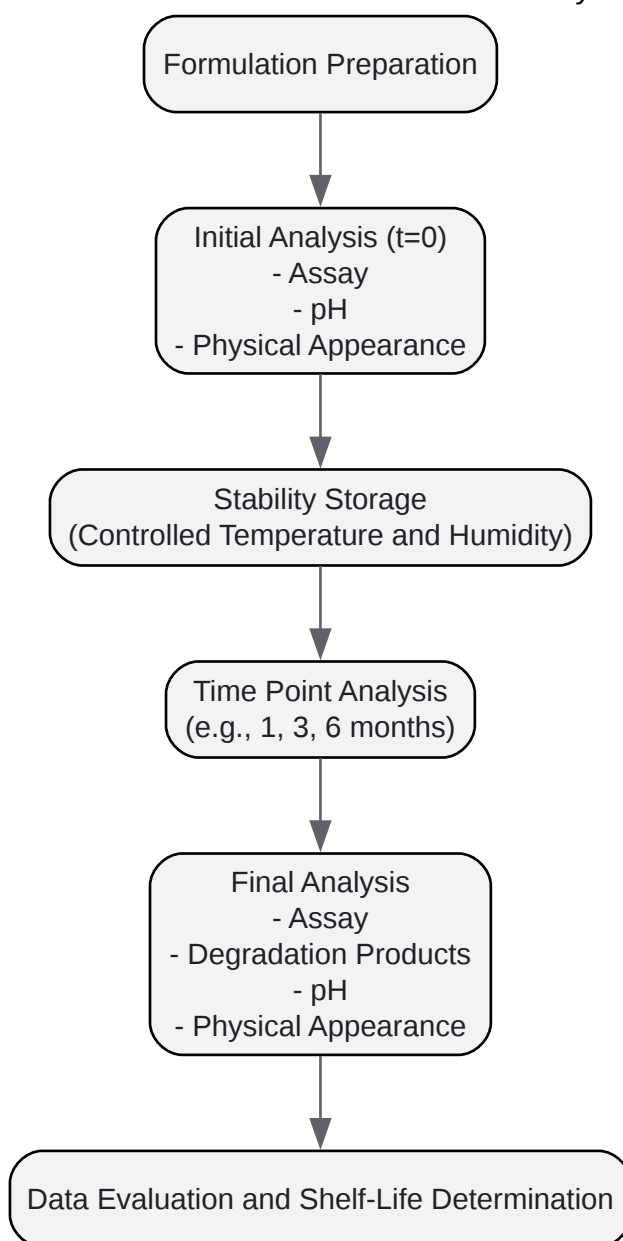 Formulation Preparation
Initial Analysis (t=0)
- Assay
- pH
- Physical Appearance
Stability Storage
(Controlled Temperature and Humidity)
Time Point Analysis
(e.g., 1, 3, 6 months)
Final Analysis
- Assay
- Degradation Products
- pH
- Physical Appearance
Data Evaluation and Shelf-Life Determination